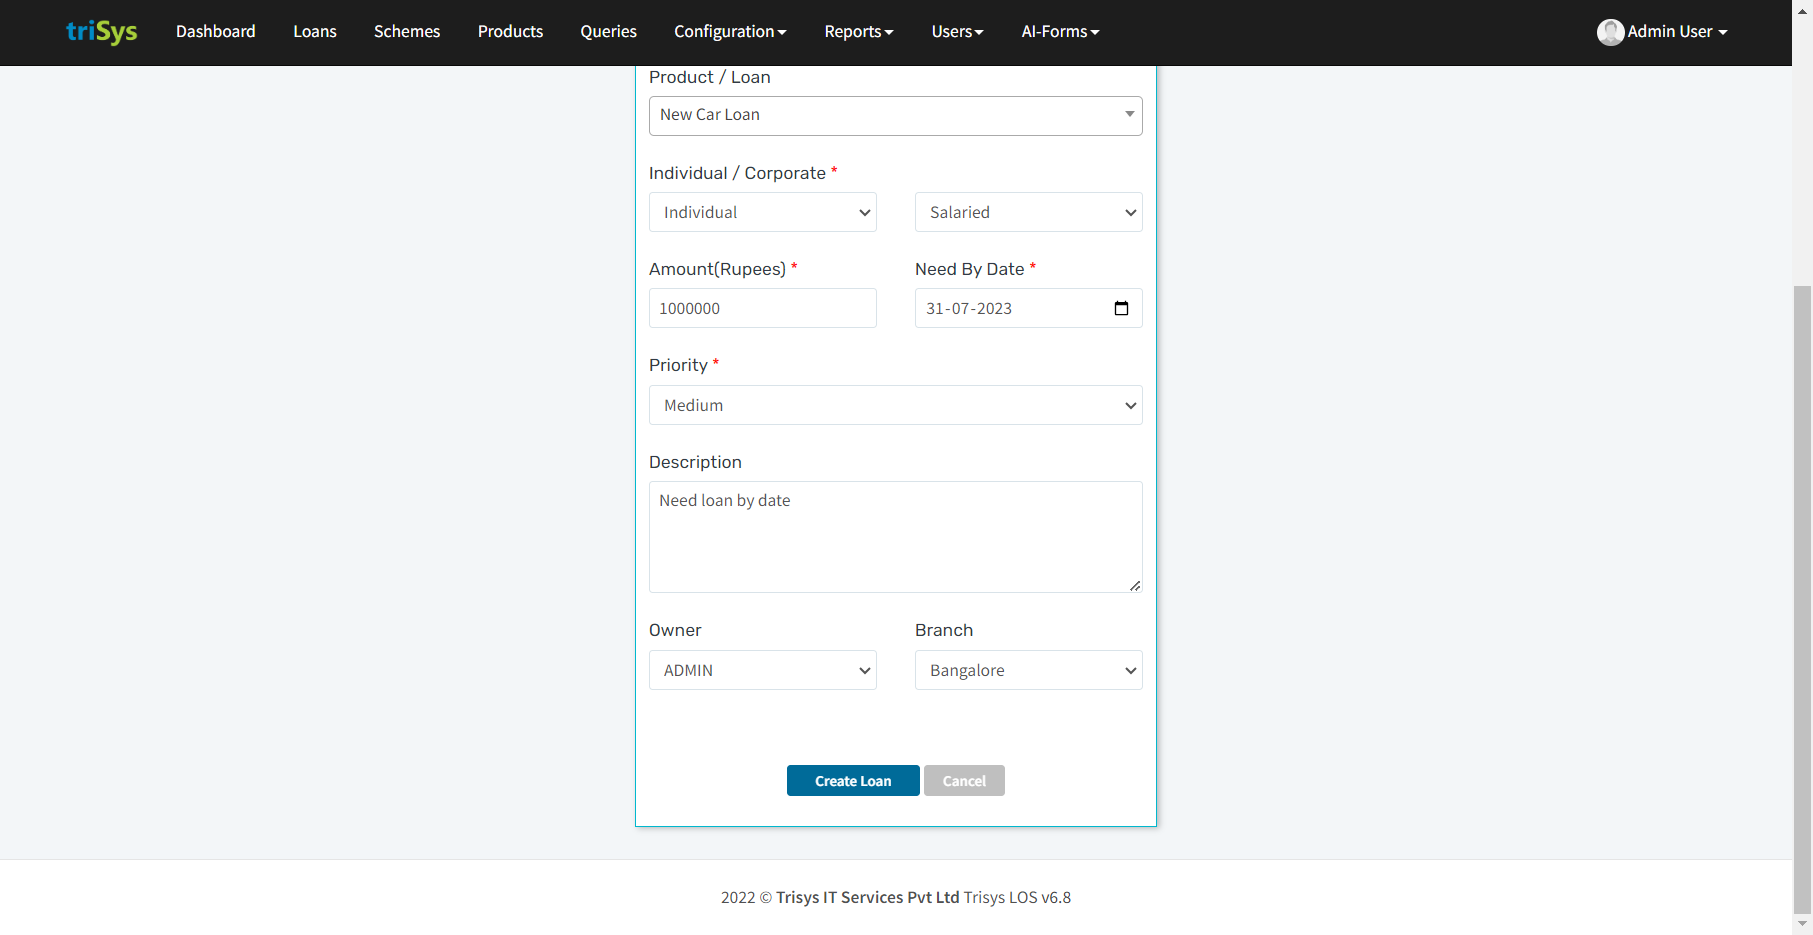 triSys Dashboard Loans Schemes Products Queries Configuration Reports Users AI-Forms Admin User
Product / Loan
New Car Loan
Individual / Corporate *
Individual Salaried
Amount(Rupees) * Need By Date *
1000000 31-07-2023
Priority *
Medium
Description
Need loan by date
Owner Branch
ADMIN Bangalore
Create Loan Cancel
2022 © Trisys IT Services Pvt Ltd Trisys LOS v6.8